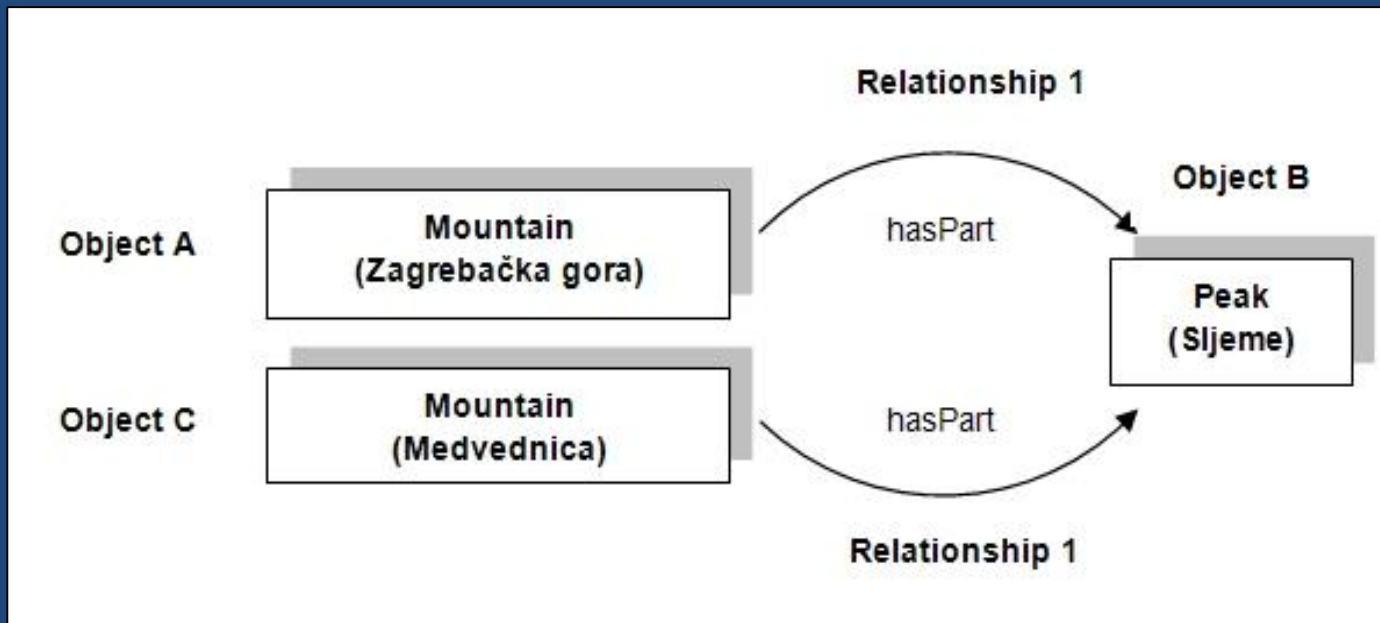 Relationship 1
Object B
Object A
Mountain
(Zagrebačka gora)
hasPart
Peak
(Sljeme)
Object C
Mountain
(Medvednica)
hasPart
Relationship 1